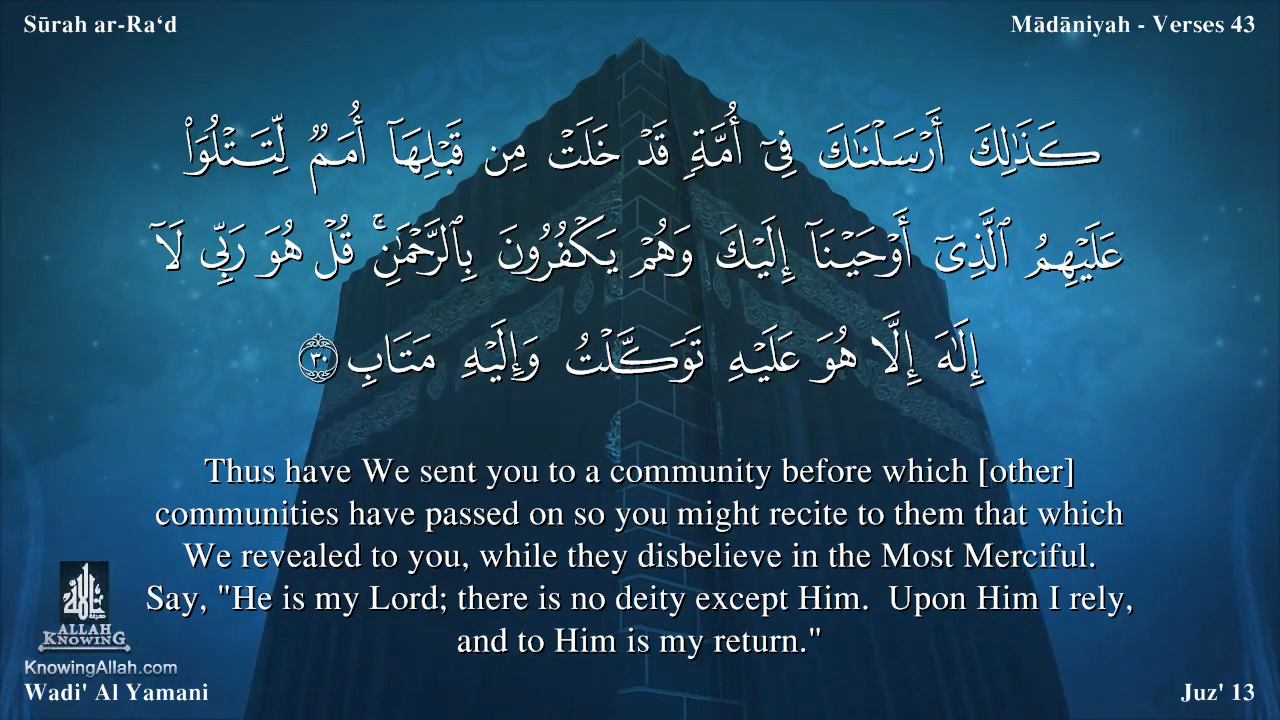 Sūrah ar-Ra‘d
Mādāniyah - Verses 43
كَذَٰلِكَ أَرْسَلْنَٰكَ فِىٓ أُمَّةٍ قَدْ خَلَتْ مِن قَبْلِهَآ أُمَمٌ لِّتَتْلُوَا۟
عَلَيْهِمُ ٱلَّذِىٓ أَوْحَيْنَآ إِلَيْكَ وَهُمْ يَكْفُرُونَ بِٱلرَّحْمَٰنِ ۚ قُلْ هُوَ رَبِّى لَآ
إِلَٰهَ إِلَّا هُوَ عَلَيْهِ تَوَكَّلْتُ وَإِلَيْهِ مَتَابِ ٣٠
Thus have We sent you to a community before which [other]
communities have passed on so you might recite to them that which
We revealed to you, while they disbelieve in the Most Merciful.
Say, "He is my Lord; there is no deity except Him.  Upon Him I rely,
and to Him is my return."
ALLAH
KNOWING
KnowingAllah.com
Wadi' Al Yamani
Juz' 13